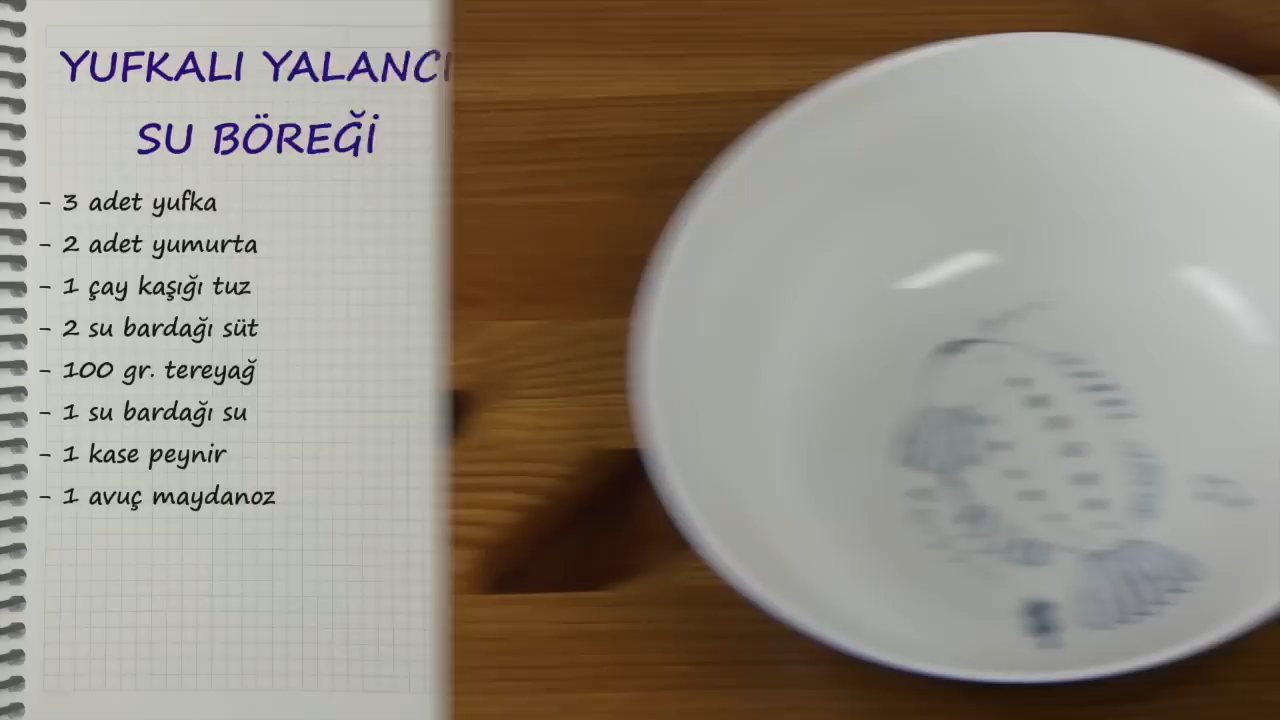 YUFKALI YALANCI
SU BÖREĞİ
- 3 adet yufka
- 2 adet yumurta
- 1 çay kaşığı tuz
- 2 su bardağı süt
- 100 gr. tereyağ
- 1 su bardağı su
- 1 kase peynir
- 1 avuç maydanoz